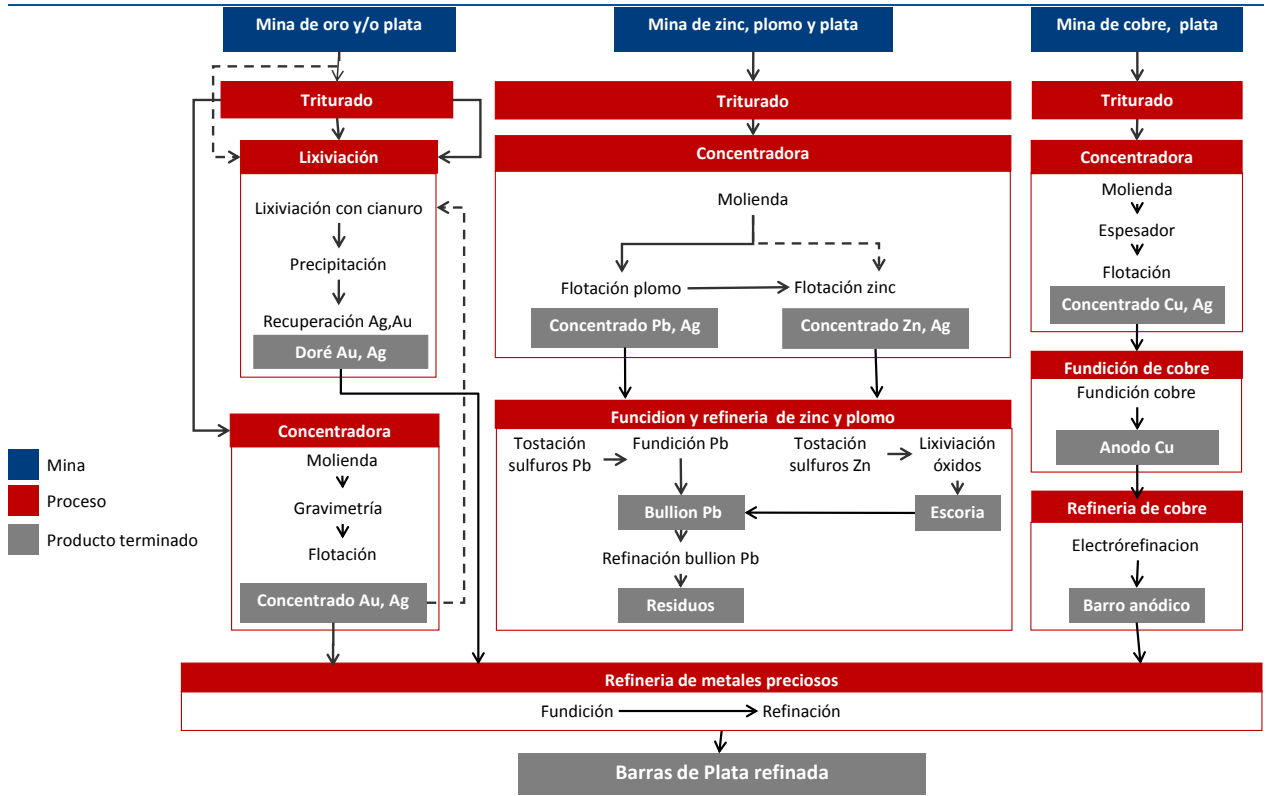 Mina de oro y/o plata
Triturado
Lixiviación
Lixiviación con cianuro
Precipitación
Recuperación Ag,Au
Doré Au, Ag
Concentradora
Molienda
Gravimetría
Flotación
Concentrado Au, Ag
Mina de zinc, plomo y plata
Triturado
Concentradora
Molienda
Flotación plomo
Flotación zinc
Concentrado Pb, Ag
Concentrado Zn, Ag
Funcidion y refineria de zinc y plomo
Tostación
sulfuros Pb
Fundición Pb
Tostación
sulfuros Zn
Lixiviación
óxidos
Bullion Pb
Escoria
Refinación bullion Pb
Residuos
Mina de cobre, plata
Triturado
Concentradora
Molienda
Espesador
Flotación
Concentrado Cu, Ag
Fundición de cobre
Fundición cobre
Anodo Cu
Refineria de cobre
Electrórefinacion
Barro anódico
Mina
Proceso
Producto terminado
Refineria de metales preciosos
Fundición
Refinación
Barras de Plata refinada